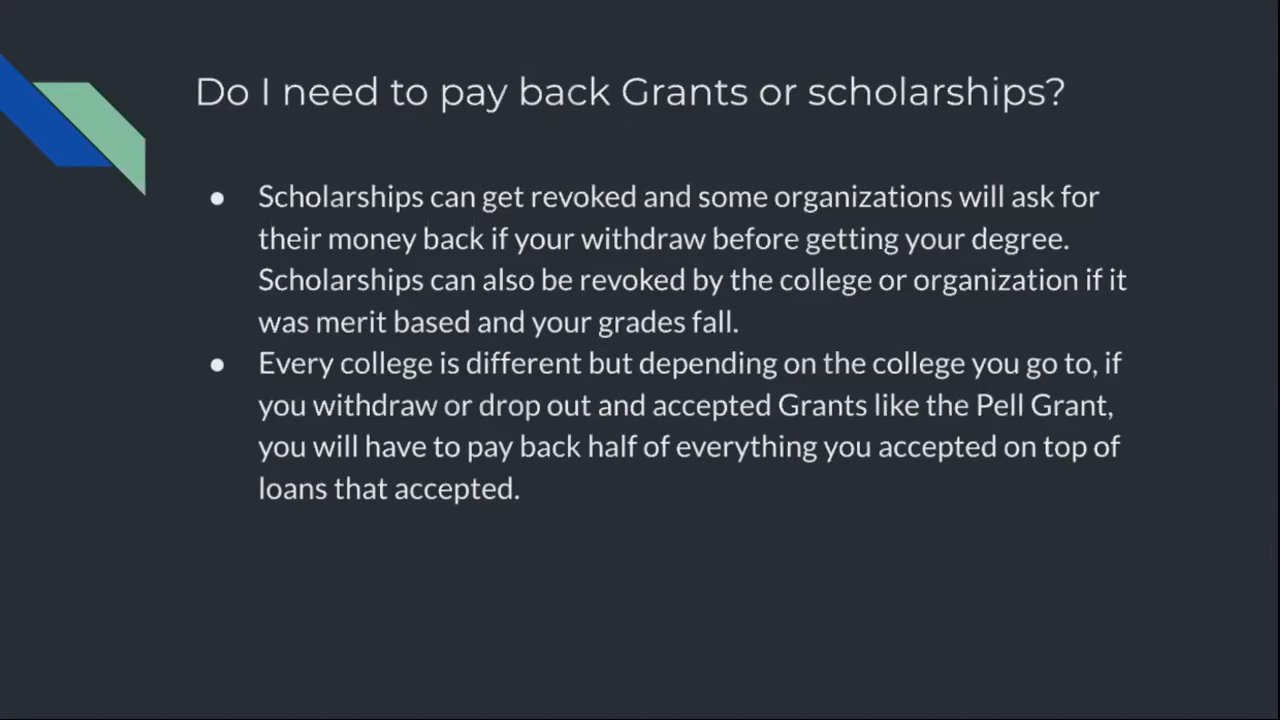 Do I need to pay back Grants or scholarships?
● Scholarships can get revoked and some organizations will ask for
their money back if your withdraw before getting your degree.
Scholarships can also be revoked by the college or organization if it
was merit based and your grades fall.
● Every college is different but depending on the college you go to, if
you withdraw or drop out and accepted Grants like the Pell Grant,
you will have to pay back half of everything you accepted on top of
loans that accepted.